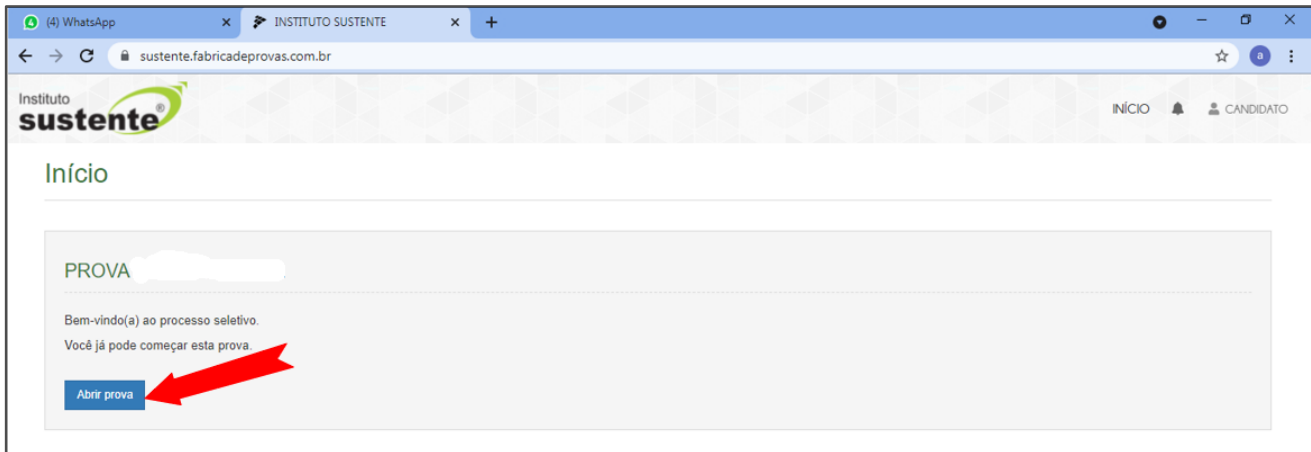 (4) WhatsApp
INSTITUTO SUSTENTE
sustente.fabricadeprovas.com.br
a
Instituto
sustente®
INÍCIO
CANDIDATO
Início
PROVA
Bem-vindo(a) ao processo seletivo.
Você já pode começar esta prova.
Abrir prova